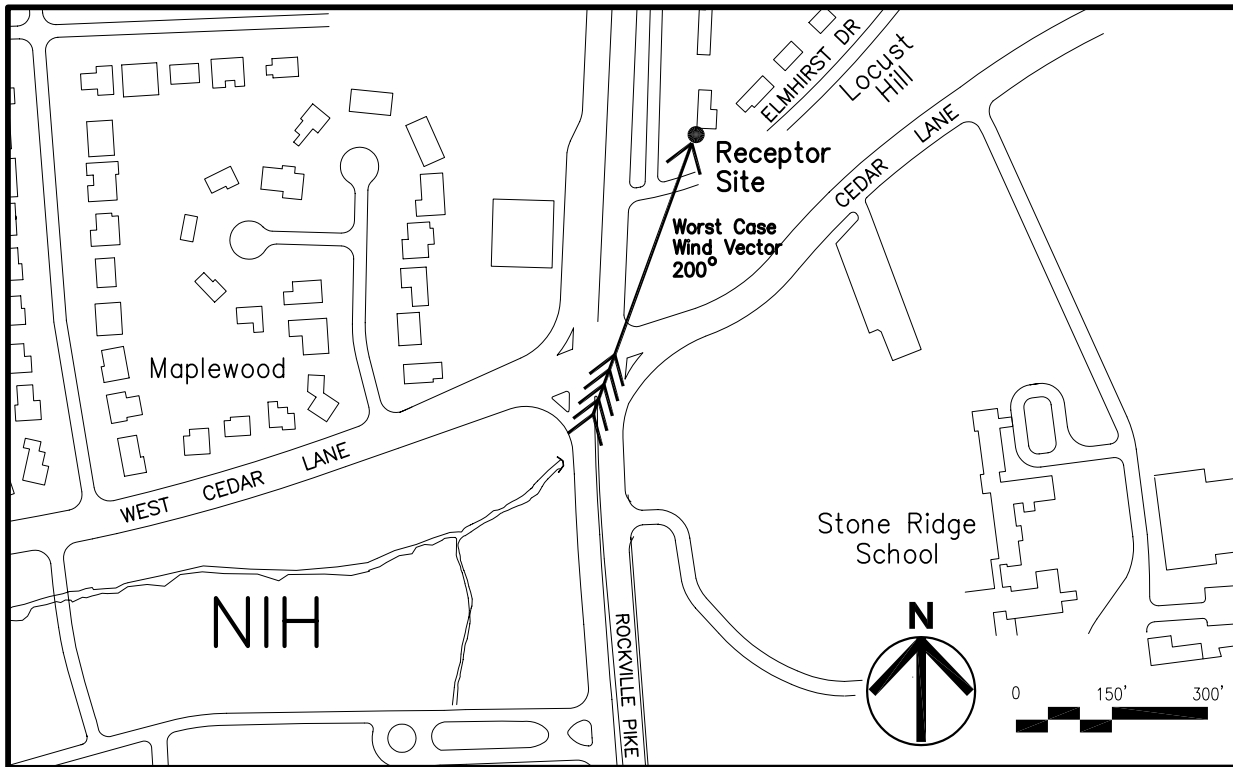 ELMHIRST DR
Locust
Hill
CEDAR LANE
Receptor
Site
CEDAR
Worst Case
Wind Vector
200°
Maplewood
WEST CEDAR LANE
Stone Ridge
School
NIH
ROCKVILLE PIKE
N
0 150' 300'